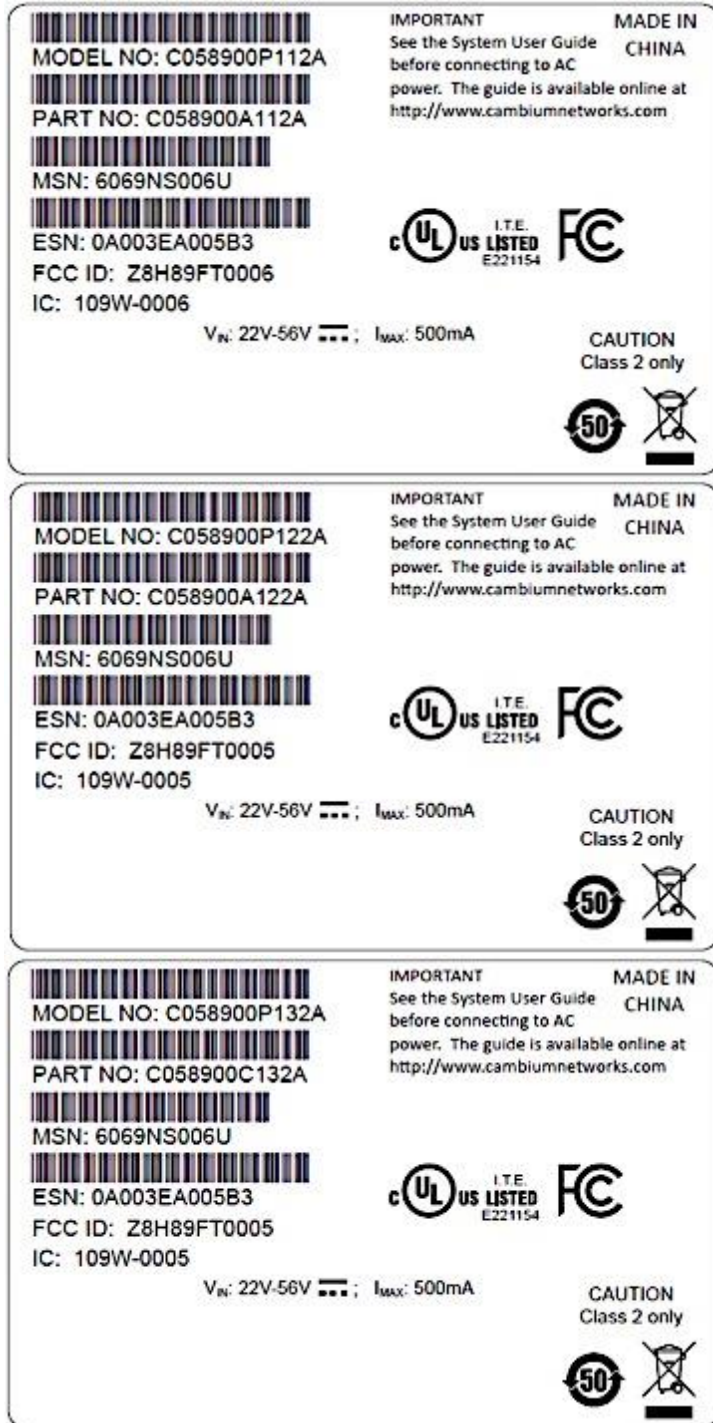 MODEL NO: C058900P112A
PART NO: C058900A112A
MSN: 6069NS006U
ESN: 0A003EA005B3
FCC ID: Z8H89FT0006
IC: 109W-0006
IMPORTANT
See the System User Guide
before connecting to AC
power. The guide is available online at
http://www.cambiumnetworks.com
MADE IN
CHINA
c UL US LISTED
I.T.E.
E221154
FC
VIN: 22V-56V ; IMAX: 500mA
CAUTION
Class 2 only
50
MODEL NO: C058900P122A
PART NO: C058900A122A
MSN: 6069NS006U
ESN: 0A003EA005B3
FCC ID: Z8H89FT0005
IC: 109W-0005
IMPORTANT
See the System User Guide
before connecting to AC
power. The guide is available online at
http://www.cambiumnetworks.com
MADE IN
CHINA
c UL US LISTED
I.T.E.
E221154
FC
VIN: 22V-56V ; IMAX: 500mA
CAUTION
Class 2 only
50
MODEL NO: C058900P132A
PART NO: C058900C132A
MSN: 6069NS006U
ESN: 0A003EA005B3
FCC ID: Z8H89FT0005
IC: 109W-0005
IMPORTANT
See the System User Guide
before connecting to AC
power. The guide is available online at
http://www.cambiumnetworks.com
MADE IN
CHINA
c UL US LISTED
I.T.E.
E221154
FC
VIN: 22V-56V ; IMAX: 500mA
CAUTION
Class 2 only
50